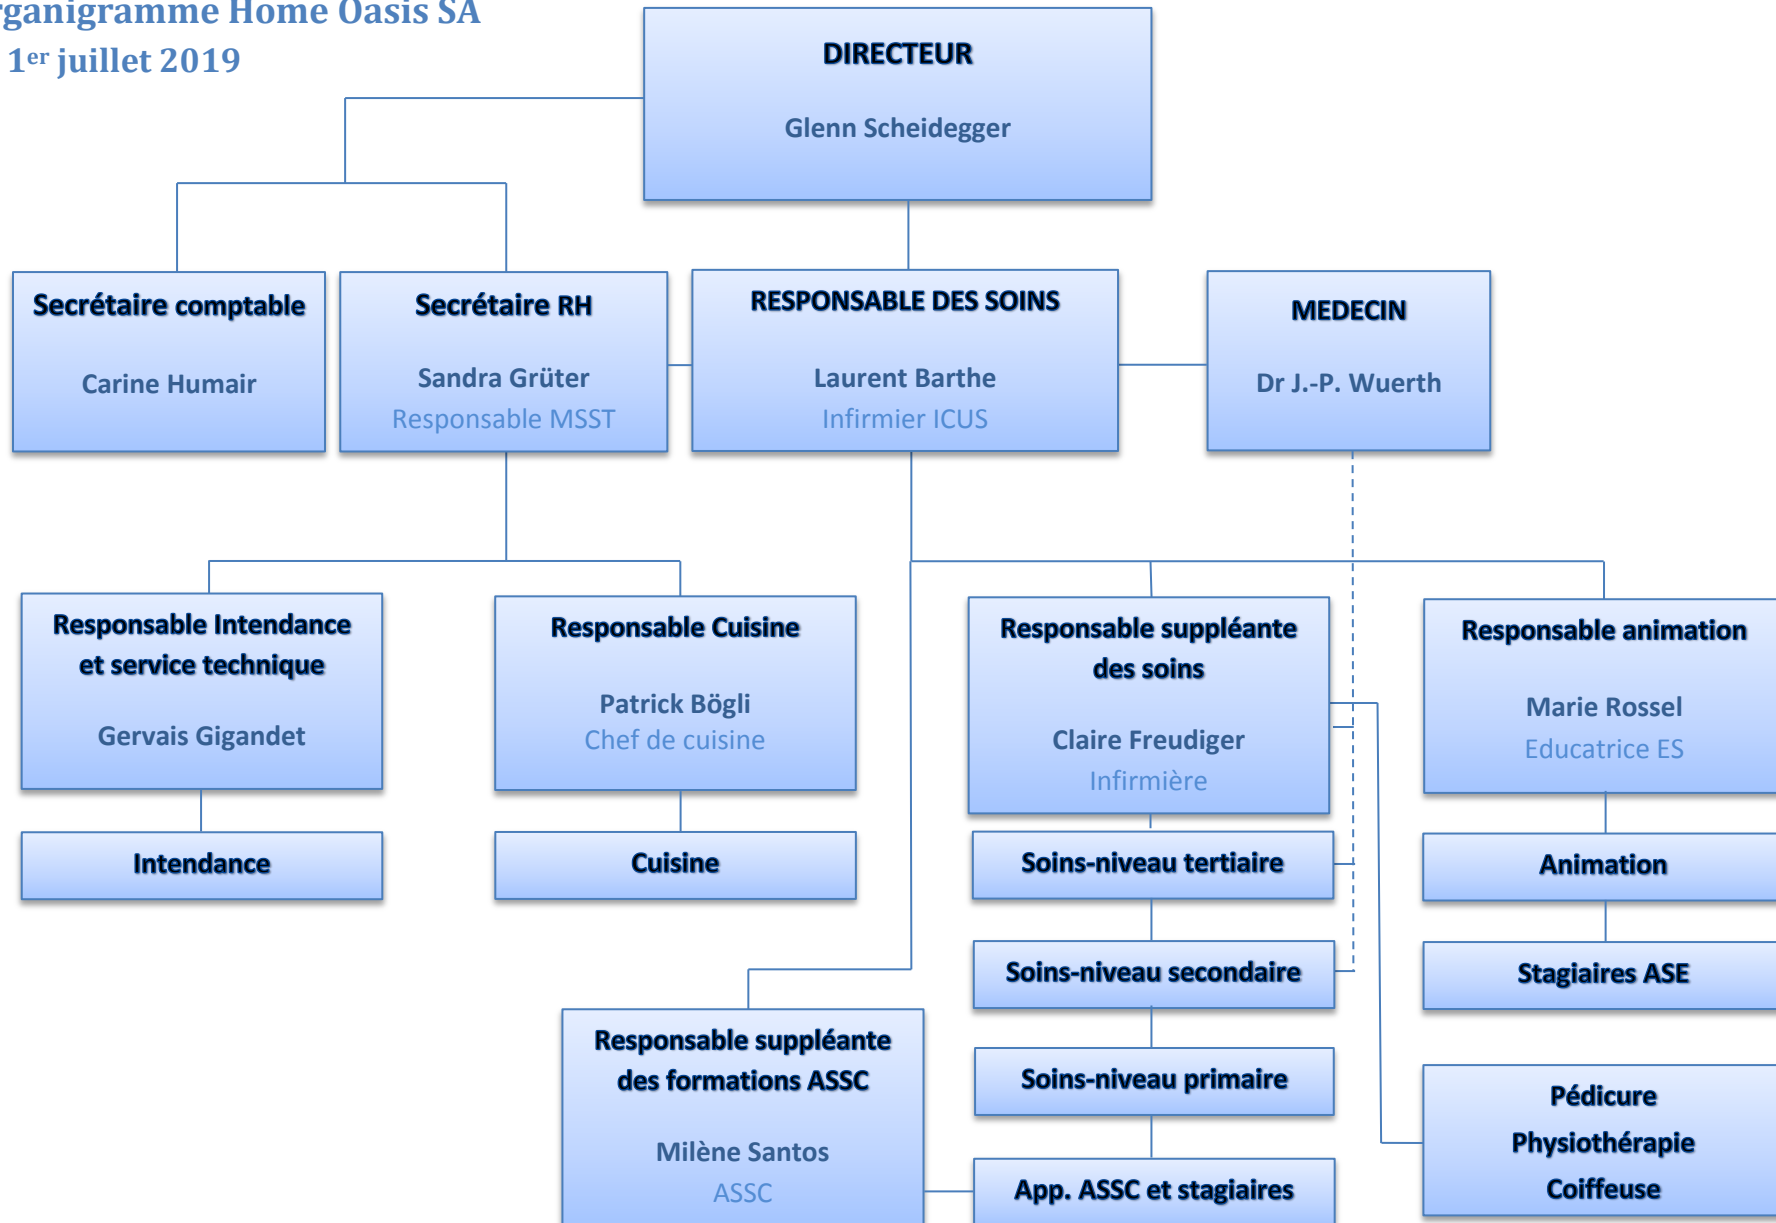 rganigramme Home Oasis SA
1er juillet 2019
DIRECTEUR
Glenn Scheidegger
Secrétaire comptable
Carine Humair
Secrétaire RH
Sandra Grüter
Responsable MSST
RESPONSABLE DES SOINS
Laurent Barthe
Infirmier ICUS
MEDECIN
Dr J.-P. Wuerth
Responsable Intendance
et service technique
Gervais Gigandet
Responsable Cuisine
Patrick Bögli
Chef de cuisine
Responsable suppléante
des soins
Claire Freudiger
Infirmière
Responsable animation
Marie Rossel
Educatrice ES
Intendance
Cuisine
Soins-niveau tertiaire
Animation
Soins-niveau secondaire
Stagiaires ASE
Responsable suppléante
des formations ASSC
Milène Santos
ASSC
Soins-niveau primaire
App. ASSC et stagiaires
Pédicure
Physiothérapie
Coiffeuse